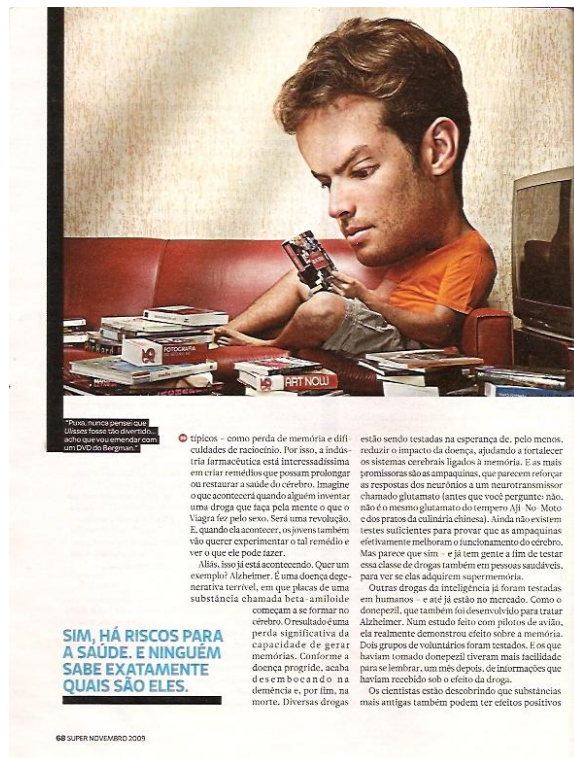 FOTOGRAFIA
ART NOW
"Puxa, nunca pensei que
Ulisses fosse tão divertido...
acho que vou emendar com
um DVD do Bergman."
típicos – como perda de memória e difi-
culdades de raciocínio. Por isso, a indús-
tria farmacêutica está interessadíssima
em criar remédios que possam prolongar
ou restaurar a saúde do cérebro. Imagine
o que acontecerá quando alguém inventar
uma droga que faça pela mente o que o
Viagra fez pelo sexo. Será uma revolução.
E, quando ela acontecer, os jovens também
vão querer experimentar o tal remédio e
ver o que ele pode fazer.
Aliás, isso já está acontecendo. Quer um
exemplo? Alzheimer. É uma doença dege-
nerativa terrível, em que placas de uma
substância chamada beta-amiloide
começam a se formar no
cérebro. O resultado é uma
perda significativa da
capacidade de gerar
memórias. Conforme a
doença progride, acaba
desembocando na
demência e, por fim, na
morte. Diversas drogas
SIM, HÁ RISCOS PARA
A SAÚDE. E NINGUÉM
SABE EXATAMENTE
QUAIS SÃO ELES.
estão sendo testadas na esperança de, pelo menos,
reduzir o impacto da doença, ajudando a fortalecer
os sistemas cerebrais ligados à memória. E as mais
promissoras são as ampaquinas, que parecem reforçar
as respostas dos neurônios a um neurotransmissor
chamado glutamato (antes que você pergunte: não,
não é o mesmo glutamato do tempero Aji-No-Moto
e dos pratos da culinária chinesa). Ainda não existem
testes suficientes para provar que as ampaquinas
efetivamente melhoram o funcionamento do cérebro.
Mas parece que sim – e já tem gente a fim de testar
essa classe de drogas também em pessoas saudáveis,
para ver se elas adquirem supermemória.
Outras drogas da inteligência já foram testadas
em humanos – e até já estão no mercado. Como o
donepezil, que também foi desenvolvido para tratar
Alzheimer. Num estudo feito com pilotos de avião,
ela realmente demonstrou efeito sobre a memória.
Dois grupos de voluntários foram testados. E os que
haviam tomado donepezil tiveram mais facilidade
para se lembrar, um mês depois, de informações que
haviam recebido sob o efeito da droga.
Os cientistas estão descobrindo que substâncias
mais antigas também podem ter efeitos positivos
68 SUPER NOVEMBRO 2009